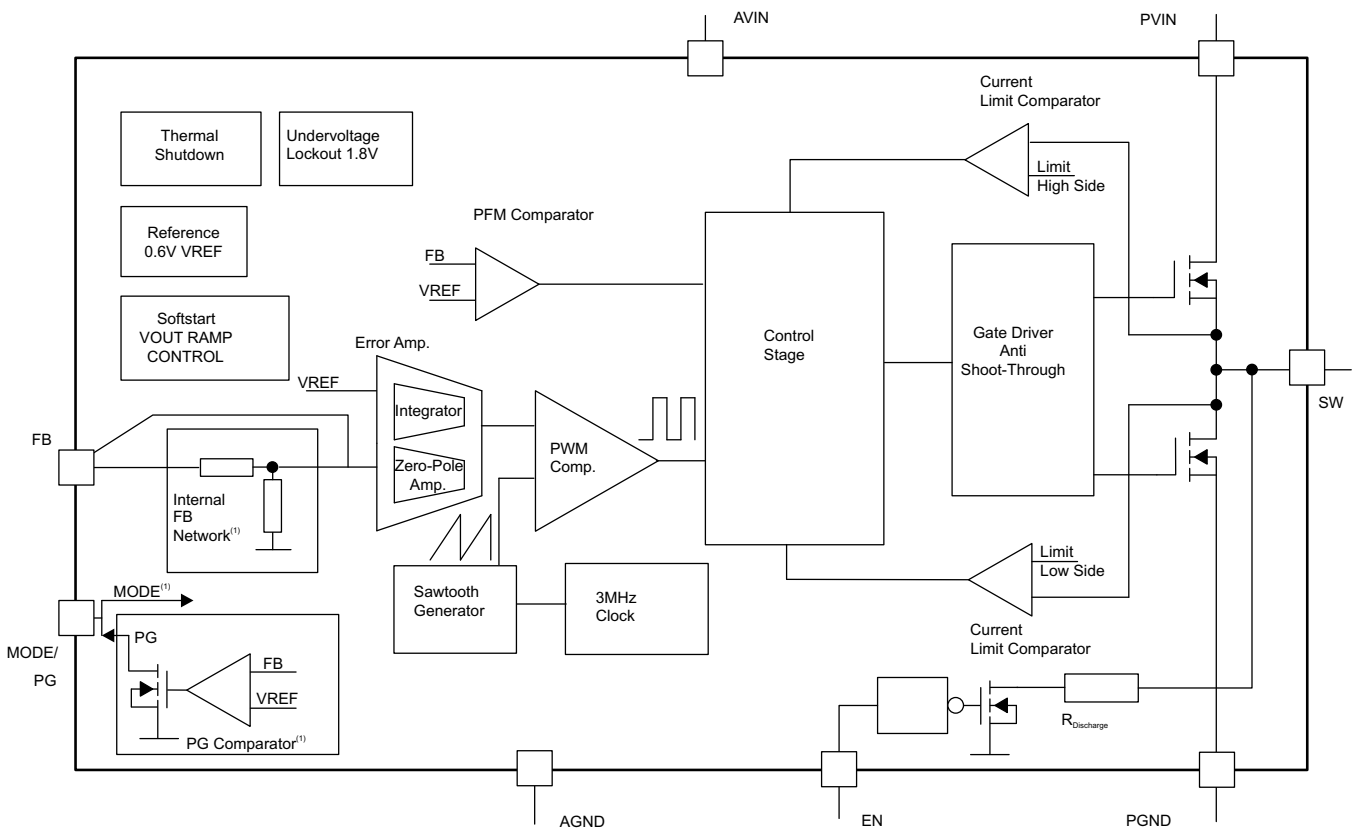 AVIN
PVIN
Current
Limit Comparator
Thermal
Shutdown
Undervoltage
Lockout 1.8V
Limit
High Side
PFM Comparator
Reference
0.6V VREF
FB
VREF
Softstart
VOUT RAMP
CONTROL
Control
Stage
Gate Driver
Anti
Shoot-Through
Error Amp.
VREF
Integrator
SW
FB
PWM
Comp.
Zero-Pole
Amp.
Internal
FB
Network(1)
Limit
Low Side
Sawtooth
Generator
3MHz
Clock
MODE(1)
PG
MODE/
PG
FB
VREF
PG Comparator(1)
Current
Limit Comparator
RDischarge
AGND
EN
PGND